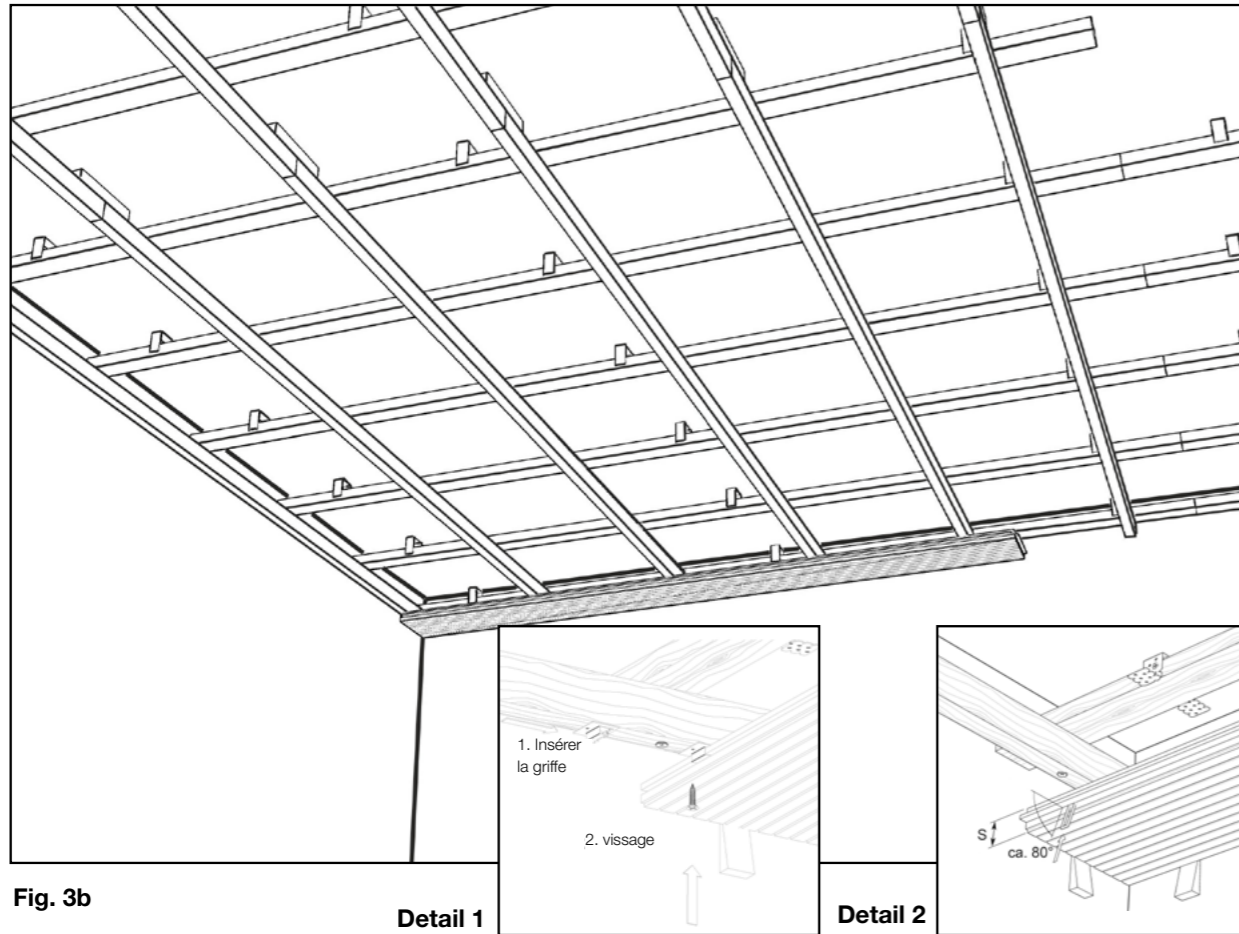 1. Insérer
la griffe
2. vissage
S
ca. 80°
Fig. 3b
Detail 1
Detail 2